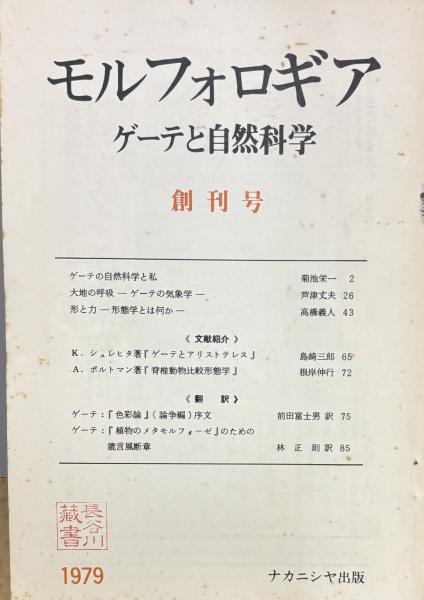 モルフォロギア
ゲーテと自然科学
創刊号
ゲーテの自然科学と私 菊池栄一 2
大地の呼吸 ― ゲーテの気象学 ― 芦津丈夫 26
形と力 ― 形態学とは何か ― 高橋義人 43
《 文献紹介 》
K. シュレヒタ著『ゲーテとアリストテレス』 島崎三郎 65
A. ポルトマン著『脊椎動物比較形態学』 根岸伸行 72
《 翻訳 》
ゲーテ:『色彩論』(論争編)序文 前田富士男 訳 75
ゲーテ:『植物のメタモルフォーゼ』のための
箴言風断章 林 正則 訳 85
長谷川
藏書
1979
ナカニシヤ出版